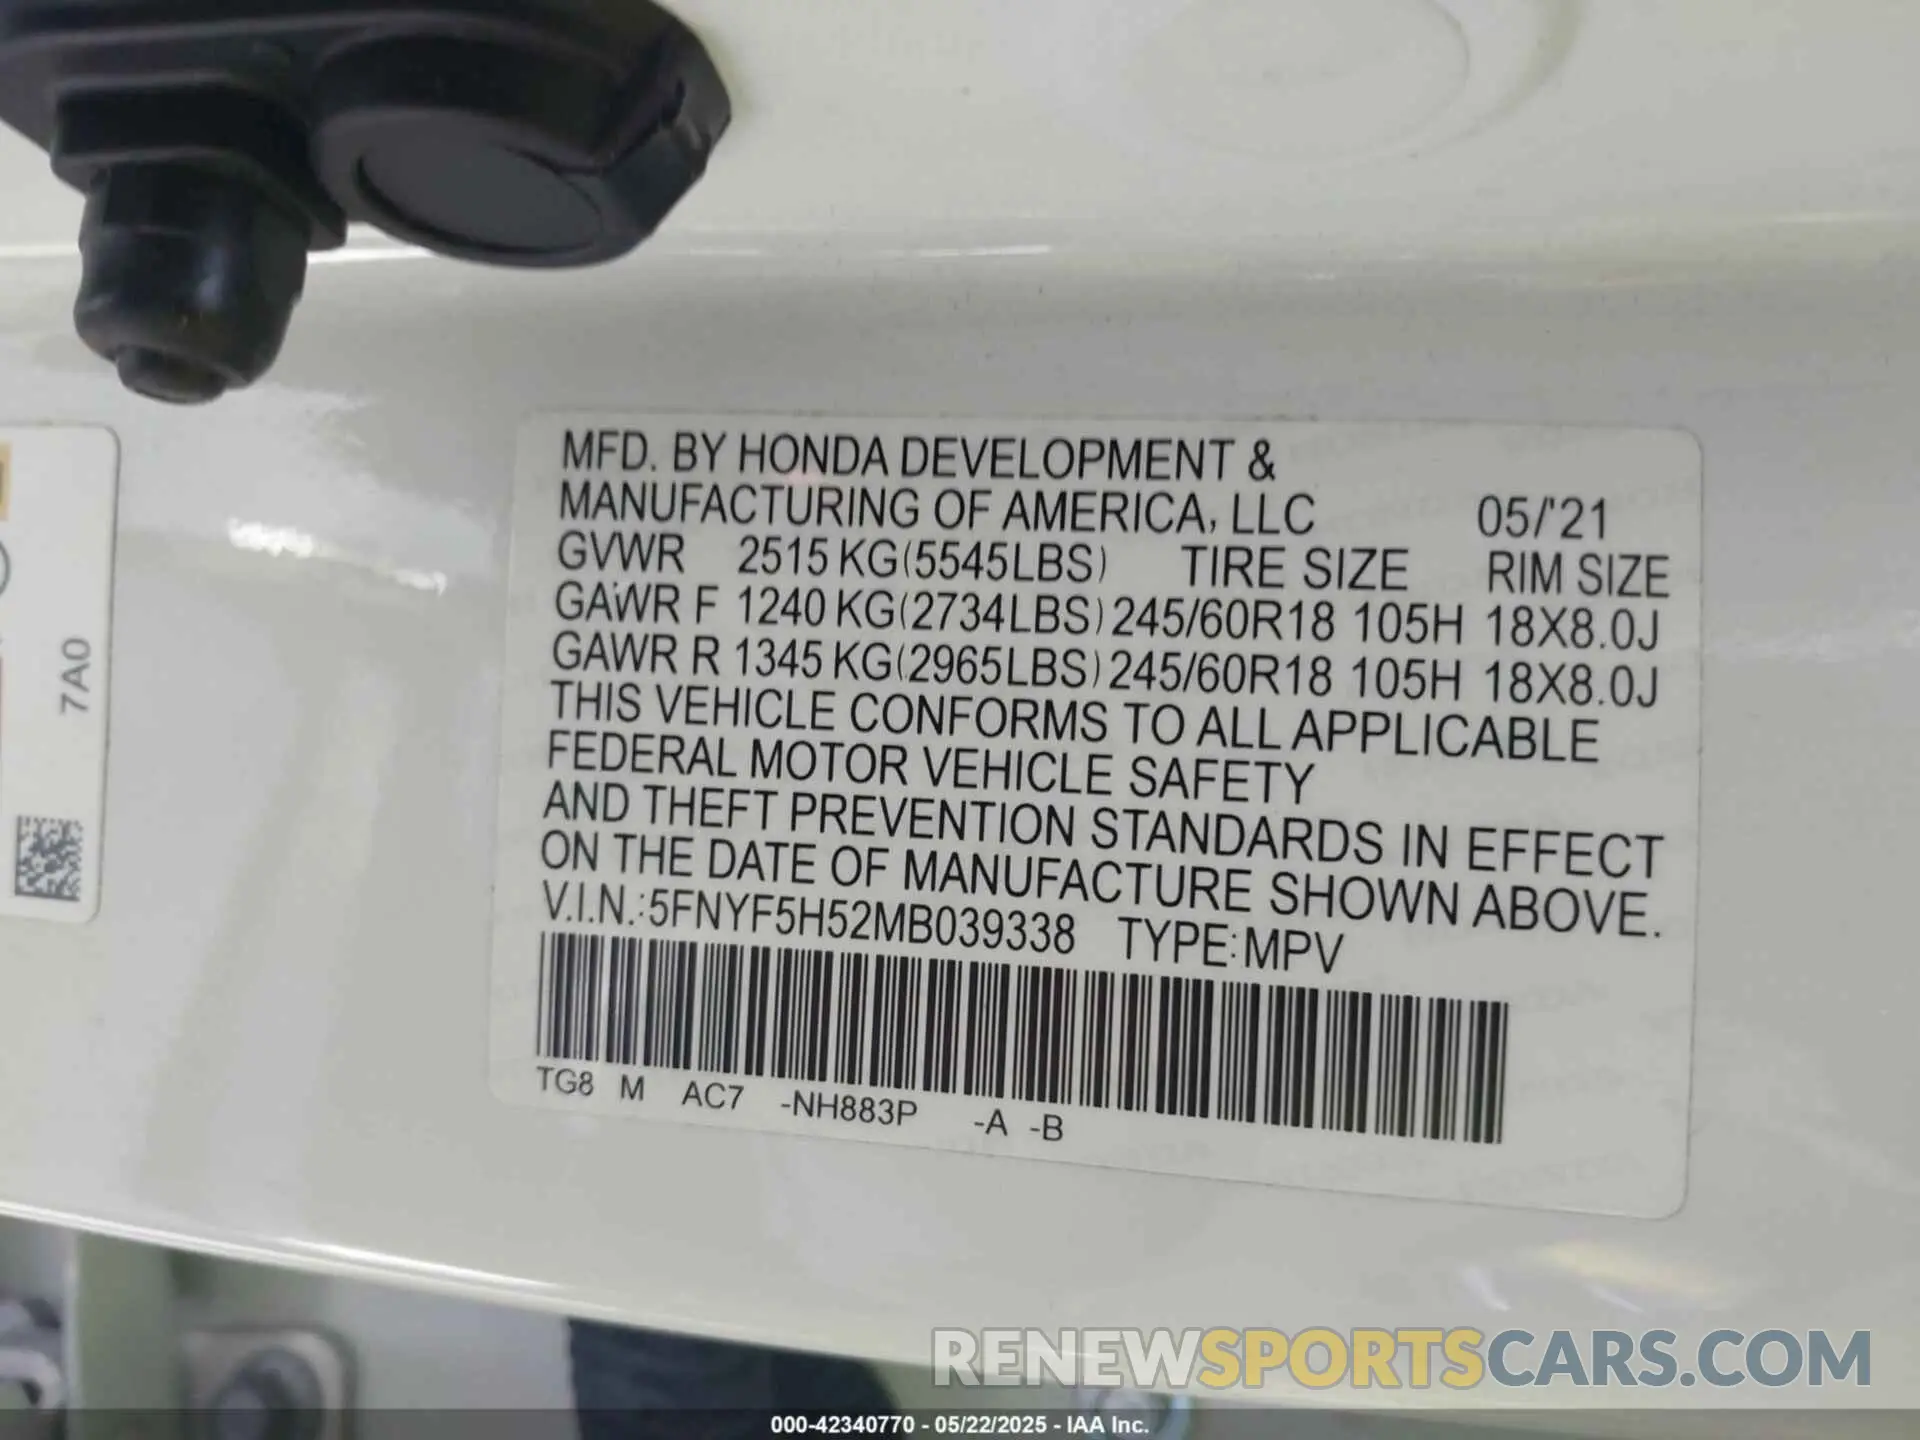 MFD. BY HONDA DEVELOPMENT &
MANUFACTURING OF AMERICA, LLC 05/'21
GVWR 2515 KG(5545LBS) TIRE SIZE RIM SIZE
GAWR F 1240 KG(2734LBS) 245/60R18 105H 18X8.0J
GAWR R 1345 KG(2965LBS) 245/60R18 105H 18X8.0J
THIS VEHICLE CONFORMS TO ALL APPLICABLE
FEDERAL MOTOR VEHICLE SAFETY
AND THEFT PREVENTION STANDARDS IN EFFECT
ON THE DATE OF MANUFACTURE SHOWN ABOVE.
V.I.N.:5FNYF5H52MB039338 TYPE:MPV
TG8 M AC7 -NH883P -A -B
7A0
RENEWSPORTSCARS.COM
000-42340770 - 05/22/2025 - IAA Inc.